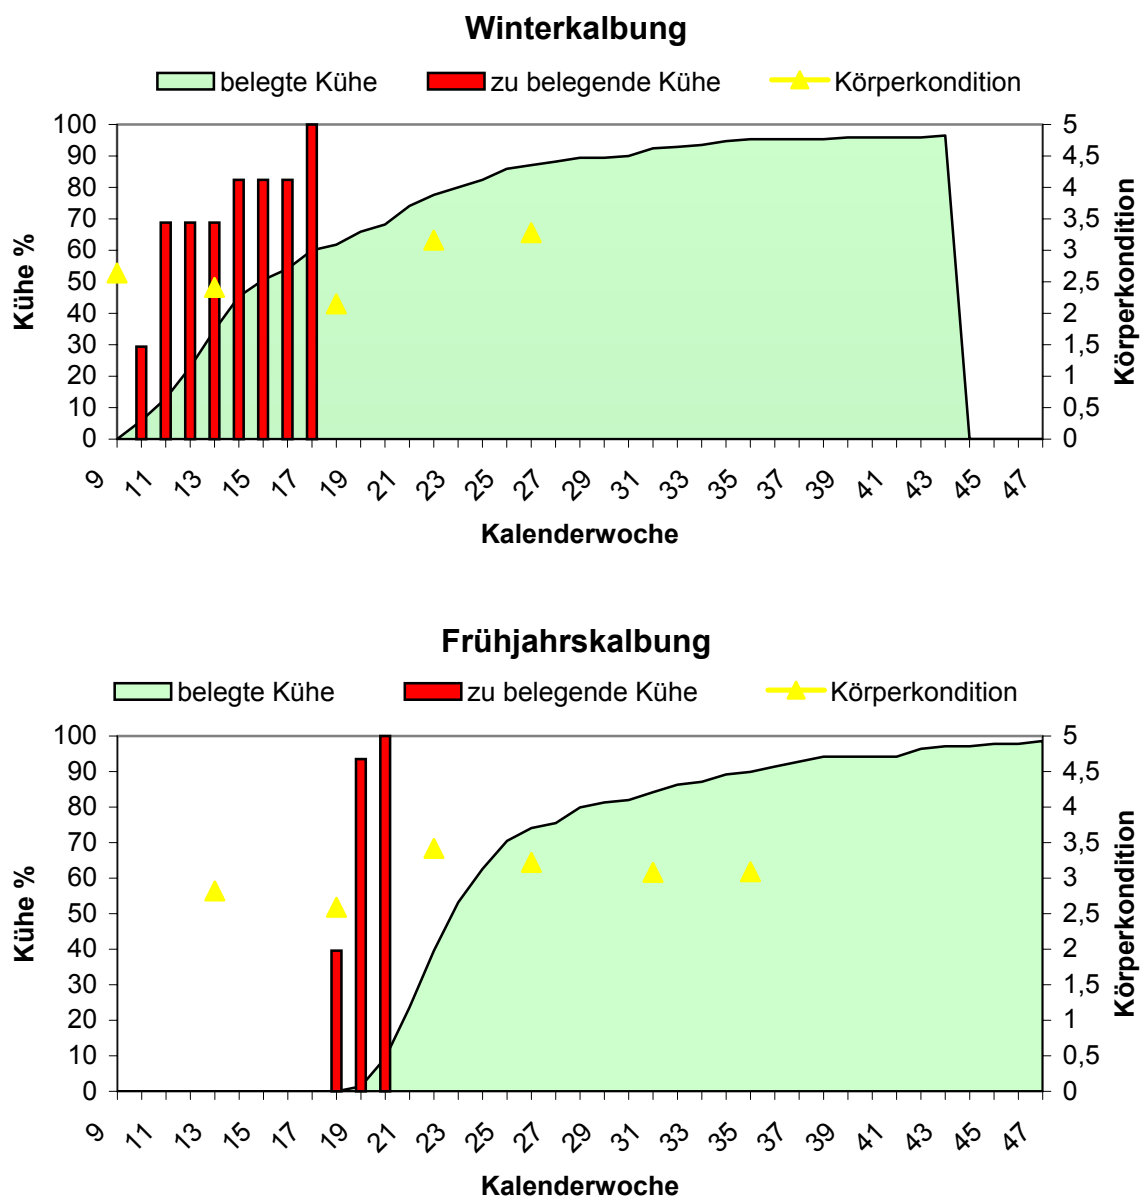 Winterkalbung
belegte Kühe zu belegende Kühe Körperkondition
100 5
90 4,5
80 4
70 3,5
60 3
50 2,5
40 2
30 1,5
20 1
10 0,5
0 0
Kühe %
Körperkondition
9 11 13 15 17 19 21 23 25 27 29 31 33 35 37 39 41 43 45 47
Kalenderwoche
Frühjahrskalbung
belegte Kühe zu belegende Kühe Körperkondition
100 5
90 4,5
80 4
70 3,5
60 3
50 2,5
40 2
30 1,5
20 1
10 0,5
0 0
Kühe %
Körperkondition
9 11 13 15 17 19 21 23 25 27 29 31 33 35 37 39 41 43 45 47
Kalenderwoche